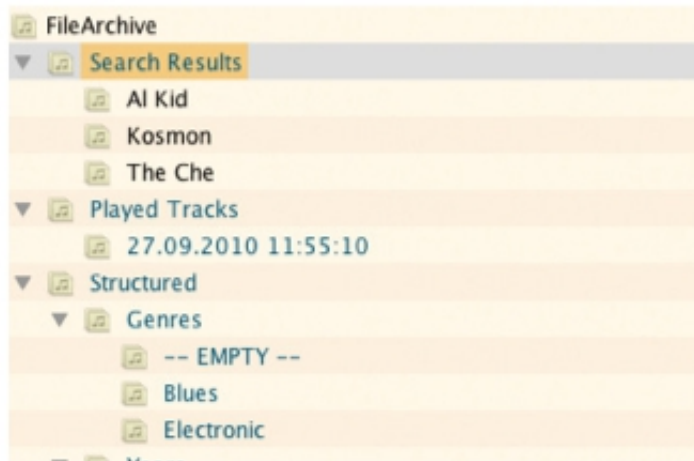 FileArchive
Search Results
Al Kid
Kosmon
The Che
Played Tracks
27.09.2010 11:55:10
Structured
Genres
-- EMPTY --
Blues
Electronic